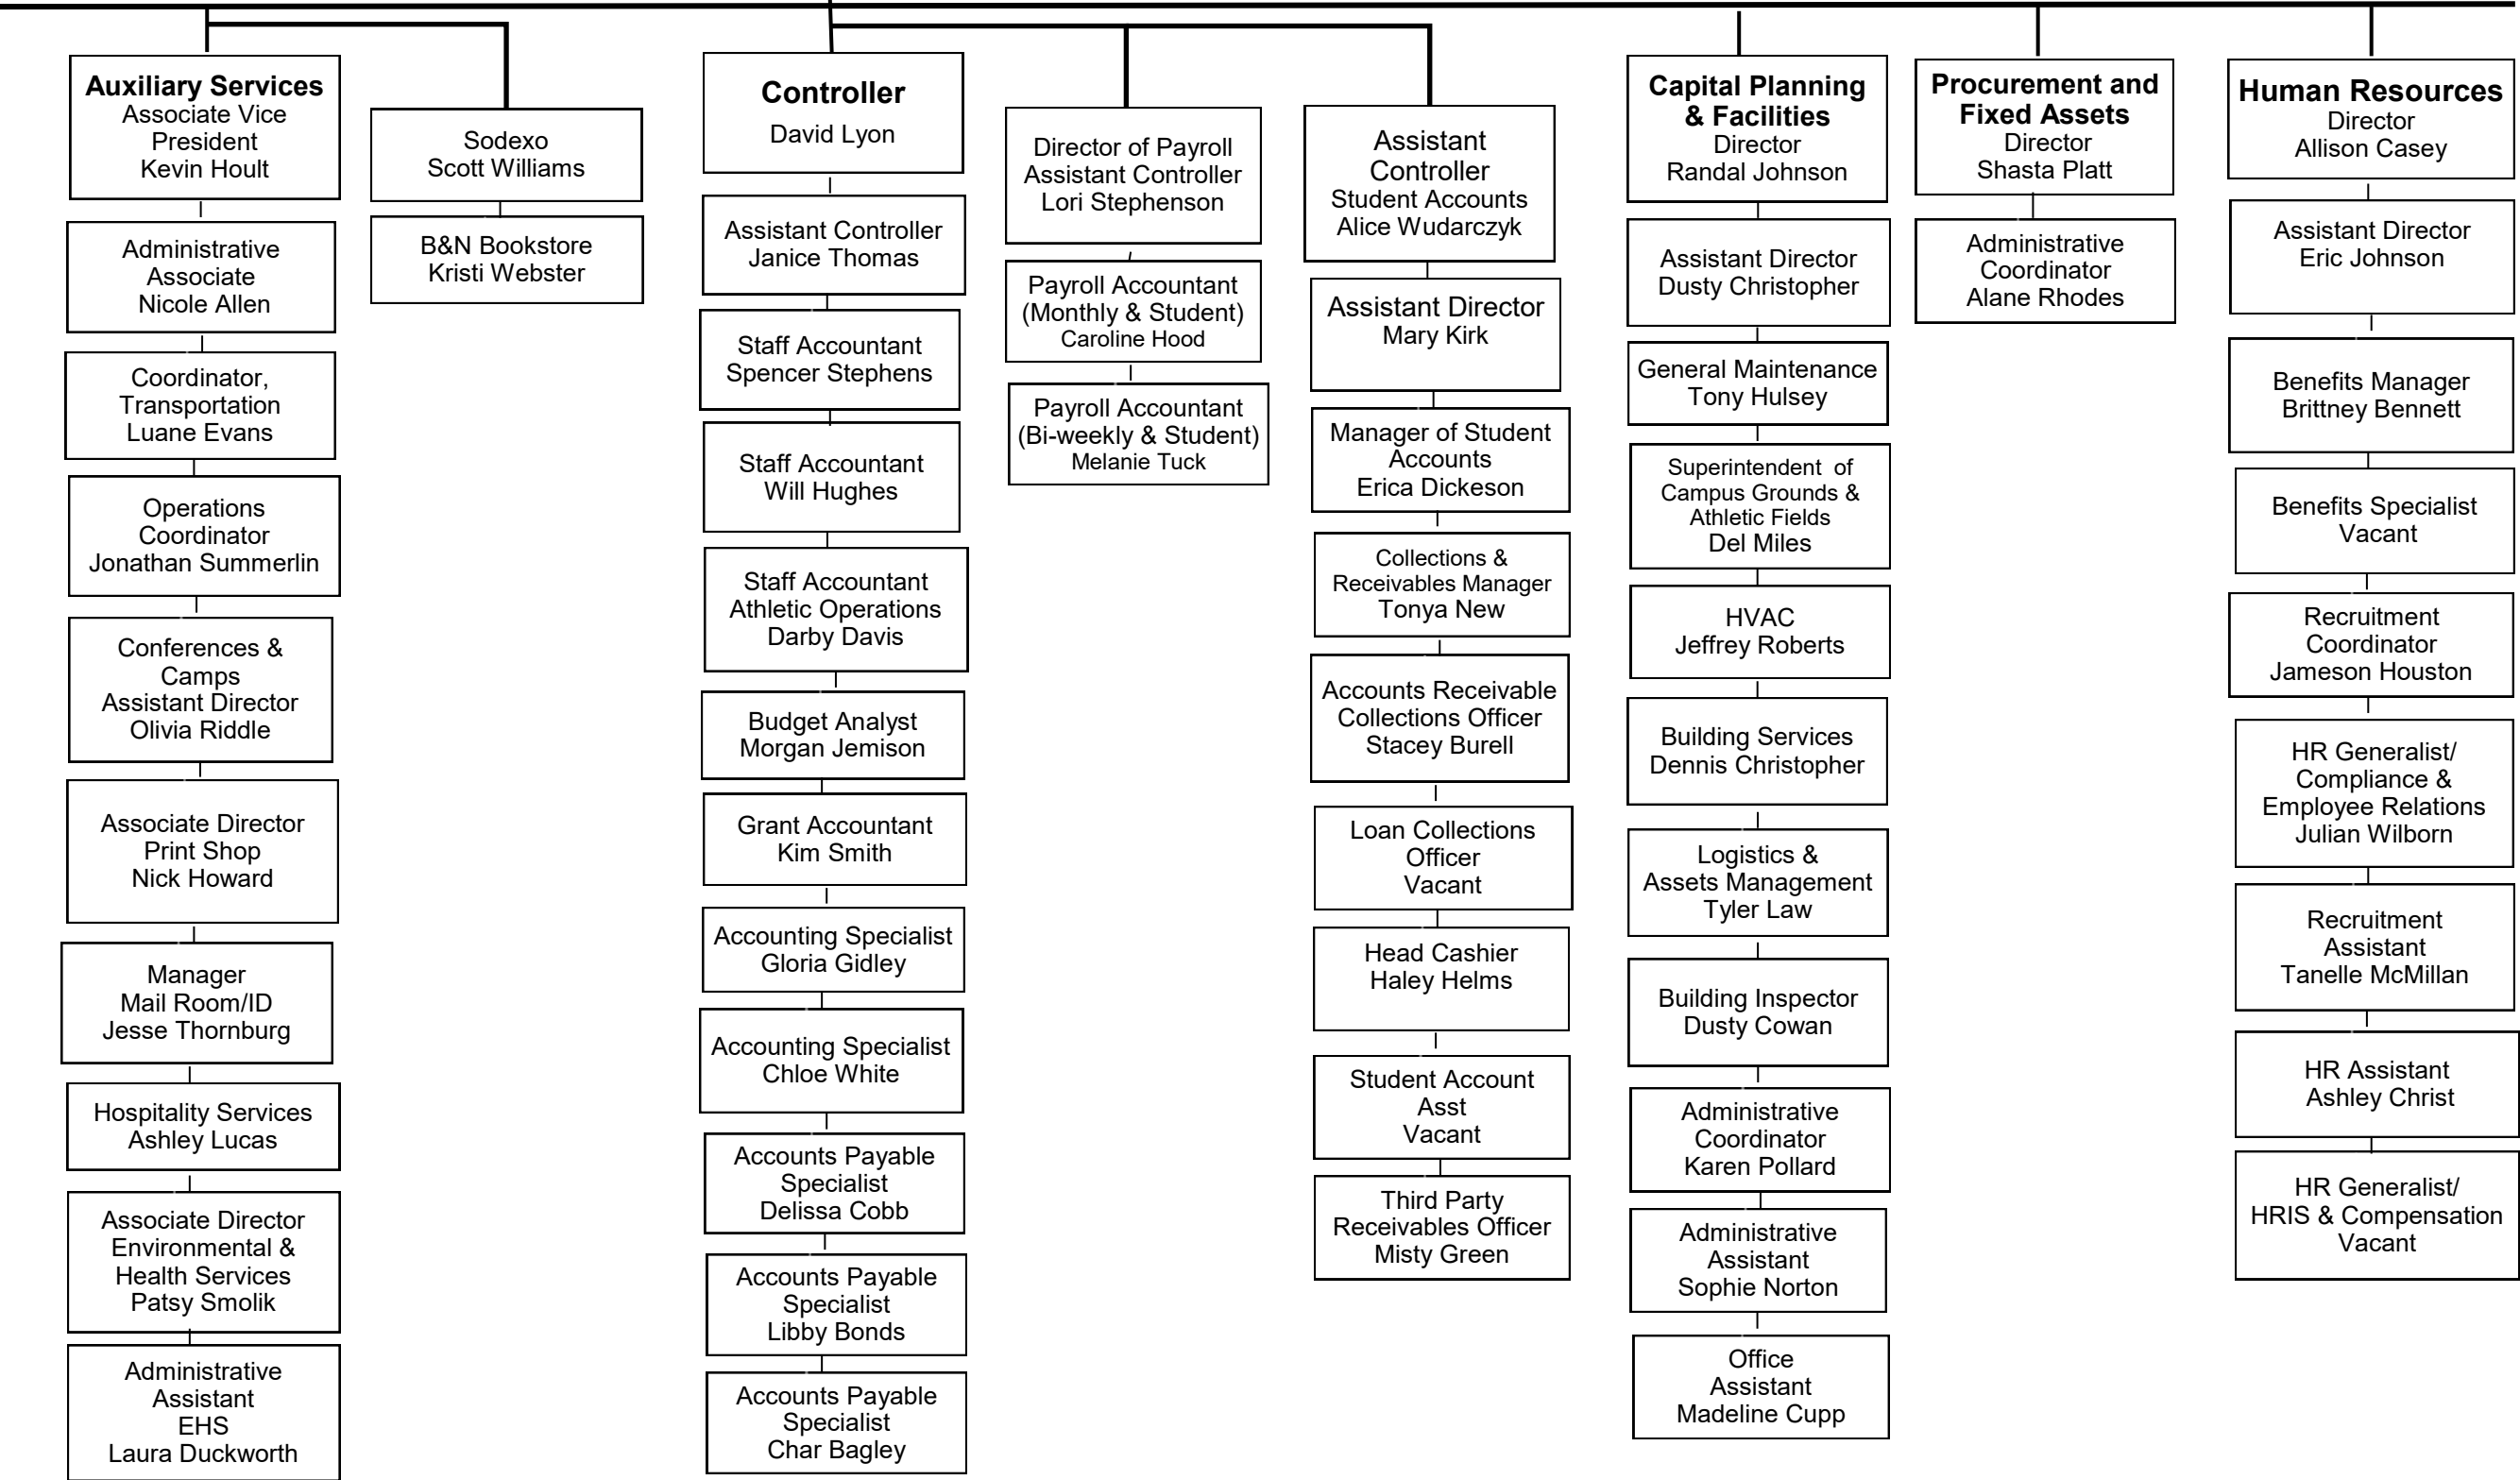 Auxiliary Services
Associate Vice
President
Kevin Hoult
Administrative
Associate
Nicole Allen
Coordinator,
Transportation
Luane Evans
Operations
Coordinator
Jonathan Summerlin
Conferences &
Camps
Assistant Director
Olivia Riddle
Associate Director
Print Shop
Nick Howard
Manager
Mail Room/ID
Jesse Thornburg
Hospitality Services
Ashley Lucas
Associate Director
Environmental &
Health Services
Patsy Smolik
Administrative
Assistant
EHS
Laura Duckworth
Sodexo
Scott Williams
B&N Bookstore
Kristi Webster
Controller
David Lyon
Assistant Controller
Janice Thomas
Staff Accountant
Spencer Stephens
Staff Accountant
Will Hughes
Staff Accountant
Athletic Operations
Darby Davis
Budget Analyst
Morgan Jemison
Grant Accountant
Kim Smith
Accounting Specialist
Gloria Gidley
Accounting Specialist
Chloe White
Accounts Payable
Specialist
Delissa Cobb
Accounts Payable
Specialist
Libby Bonds
Accounts Payable
Specialist
Char Bagley
Director of Payroll
Assistant Controller
Lori Stephenson
Payroll Accountant
(Monthly & Student)
Caroline Hood
Payroll Accountant
(Bi-weekly & Student)
Melanie Tuck
Assistant
Controller
Student Accounts
Alice Wudarczyk
Assistant Director
Mary Kirk
Manager of Student
Accounts
Erica Dickeson
Collections &
Receivables Manager
Tonya New
Accounts Receivable
Collections Officer
Stacey Burell
Loan Collections
Officer
Vacant
Head Cashier
Haley Helms
Student Account
Asst
Vacant
Third Party
Receivables Officer
Misty Green
Capital Planning
& Facilities
Director
Randal Johnson
Assistant Director
Dusty Christopher
General Maintenance
Tony Hulsey
Superintendent of
Campus Grounds &
Athletic Fields
Del Miles
HVAC
Jeffrey Roberts
Building Services
Dennis Christopher
Logistics &
Assets Management
Tyler Law
Building Inspector
Dusty Cowan
Administrative
Coordinator
Karen Pollard
Administrative
Assistant
Sophie Norton
Office
Assistant
Madeline Cupp
Procurement and
Fixed Assets
Director
Shasta Platt
Administrative
Coordinator
Alane Rhodes
Human Resources
Director
Allison Casey
Assistant Director
Eric Johnson
Benefits Manager
Brittney Bennett
Benefits Specialist
Vacant
Recruitment
Coordinator
Jameson Houston
HR Generalist/
Compliance &
Employee Relations
Julian Wilborn
Recruitment
Assistant
Tanelle McMillan
HR Assistant
Ashley Christ
HR Generalist/
HRIS & Compensation
Vacant